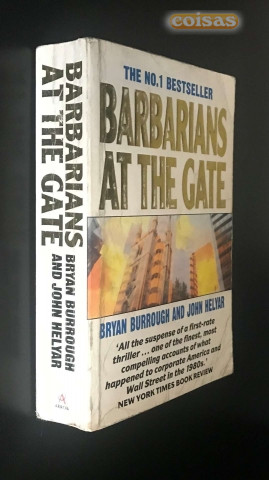 coisas
THE NO.1 BESTSELLER
BARBARIANS
AT THE GATE
BRYAN BURROUGH AND JOHN HELYAR
'All the suspense of a first-rate
thriller ... one of the finest, most
compelling accounts of what
happened to corporate America and
Wall Street in the 1980s.'
NEW YORK TIMES BOOK REVIEW
BARBARIANS
AT THE GATE
BRYAN BURROUGH
AND JOHN HELYAR